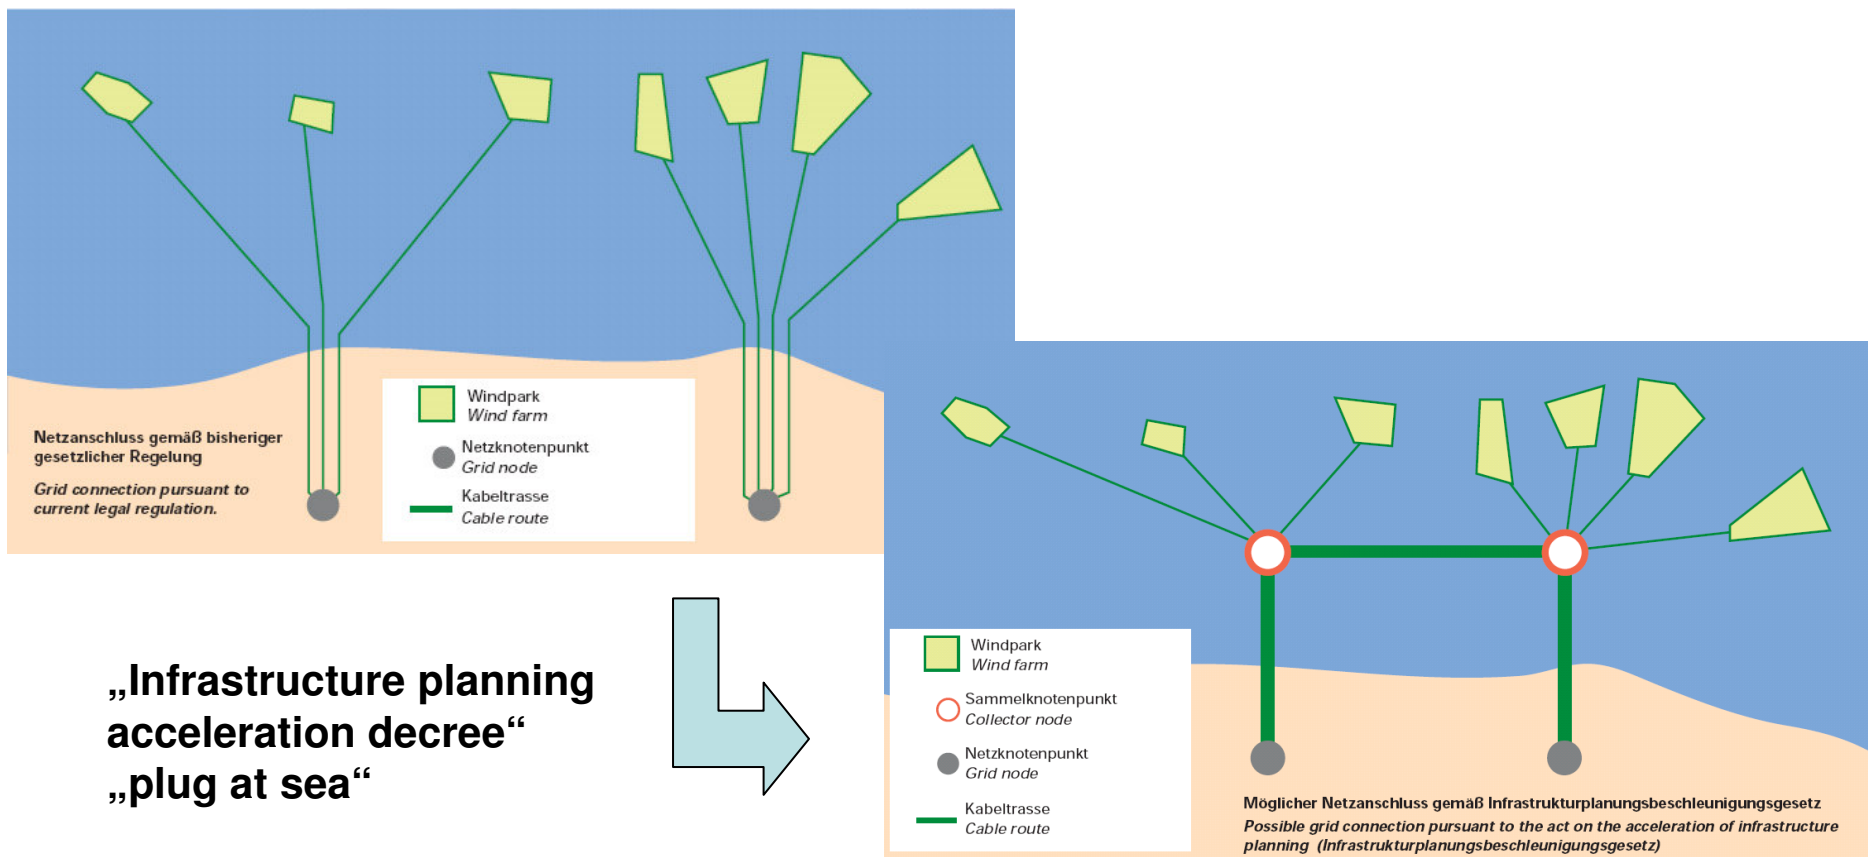 Netzanschluss gemäß bisheriger
gesetzlicher Regelung
Grid connection pursuant to
current legal regulation.
Windpark
Wind farm
Netzknotenpunkt
Grid node
Kabeltrasse
Cable route
„Infrastructure planning
acceleration decree“
„plug at sea“
Windpark
Wind farm
Sammelknotenpunkt
Collector node
Netzknotenpunkt
Grid node
Kabeltrasse
Cable route
Möglicher Netzanschluss gemäß Infrastrukturplanungsbeschleunigungsgesetz
Possible grid connection pursuant to the act on the acceleration of infrastructure
planning (Infrastrukturplanungsbeschleunigungsgesetz)